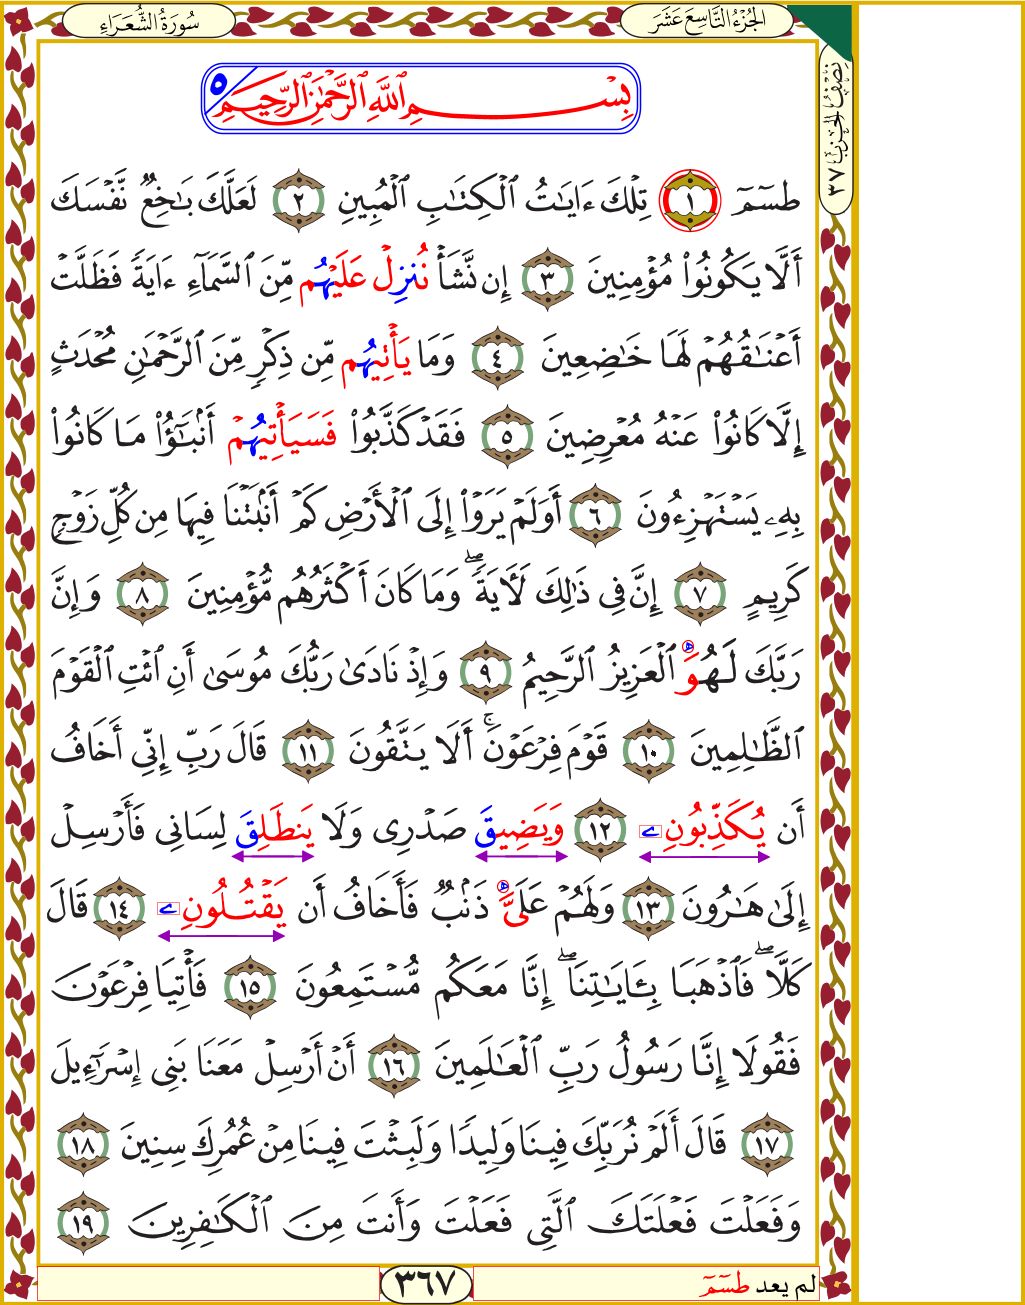 الجُزْءُ التَّاسِعَ عَشَرَ
سُورَةُ الشُّعَرَاءِ
نِصْفُ الحِزْب ٣٧
بِسْمِ ٱللَّهِ ٱلرَّحْمَٰنِ ٱلرَّحِيمِ ٥
طسٓمٓ ١ تِلْكَ ءَايَٰتُ ٱلْكِتَٰبِ ٱلْمُبِينِ ٢ لَعَلَّكَ بَٰخِعٌ نَّفْسَكَ
أَلَّا يَكُونُوا۟ مُؤْمِنِينَ ٣ إِن نَّشَأْ نُنزِلْ عَلَيْهُم مِّنَ ٱلسَّمَآءِ ءَايَةً فَظَلَّتْ
أَعْنَٰقُهُمْ لَهَا خَٰضِعِينَ ٤ وَمَا يَأْتِيهُم مِّن ذِكْرٍ مِّنَ ٱلرَّحْمَٰنِ مُحْدَثٍ
إِلَّا كَانُوا۟ عَنْهُ مُعْرِضِينَ ٥ فَقَدْ كَذَّبُوا۟ فَسَيَأْتِيهُمْ أَنۢبَٰٓؤُا۟ مَا كَانُوا۟
بِهِۦ يَسْتَهْزِءُونَ ٦ أَوَلَمْ يَرَوْا۟ إِلَى ٱلْأَرْضِ كَمْ أَنۢبَتْنَا فِيهَا مِن كُلِّ زَوْجٍ
كَرِيمٍ ٧ إِنَّ فِى ذَٰلِكَ لَءَايَةً ۖ وَمَا كَانَ أَكْثَرُهُم مُّؤْمِنِينَ ٨ وَإِنَّ
رَبَّكَ لَهُوَ ٱلْعَزِيزُ ٱلرَّحِيمُ ٩ وَإِذْ نَادَىٰ رَبُّكَ مُوسَىٰٓ أَنِ ٱئْتِ ٱلْقَوْمَ
ٱلظَّٰلِمِينَ ١٠ قَوْمَ فِرْعَوْنَ ۚ أَلَا يَتَّقُونَ ١١ قَالَ رَبِّ إِنِّىٓ أَخَافُ
أَن يُكَذِّبُونِۦ ١٢ وَيَضِيقَ صَدْرِى وَلَا يَنطَلِقَ لِسَانِى فَأَرْسِلْ
إِلَىٰ هَٰرُونَ ١٣ وَلَهُمْ عَلَىَّ ذَنۢبٌ فَأَخَافُ أَن يَقْتُلُونِۦ ١٤ قَالَ
كَلَّا ۖ فَٱذْهَبَا بِـَٔايَٰتِنَآ ۖ إِنَّا مَعَكُم مُّسْتَمِعُونَ ١٥ فَأْتِيَا فِرْعَوْنَ
فَقُولَآ إِنَّا رَسُولُ رَبِّ ٱلْعَٰلَمِينَ ١٦ أَنْ أَرْسِلْ مَعَنَا بَنِىٓ إِسْرَٰٓءِيلَ
١٧ قَالَ أَلَمْ نُرَبِّكَ فِينَا وَلِيدًا وَلَبِثْتَ فِينَا مِنْ عُمُرِكَ سِنِينَ ١٨
وَفَعَلْتَ فَعْلَتَكَ ٱلَّتِى فَعَلْتَ وَأَنتَ مِنَ ٱلْكَٰفِرِينَ ١٩
لم يعد طسٓمٓ
٣٦٧